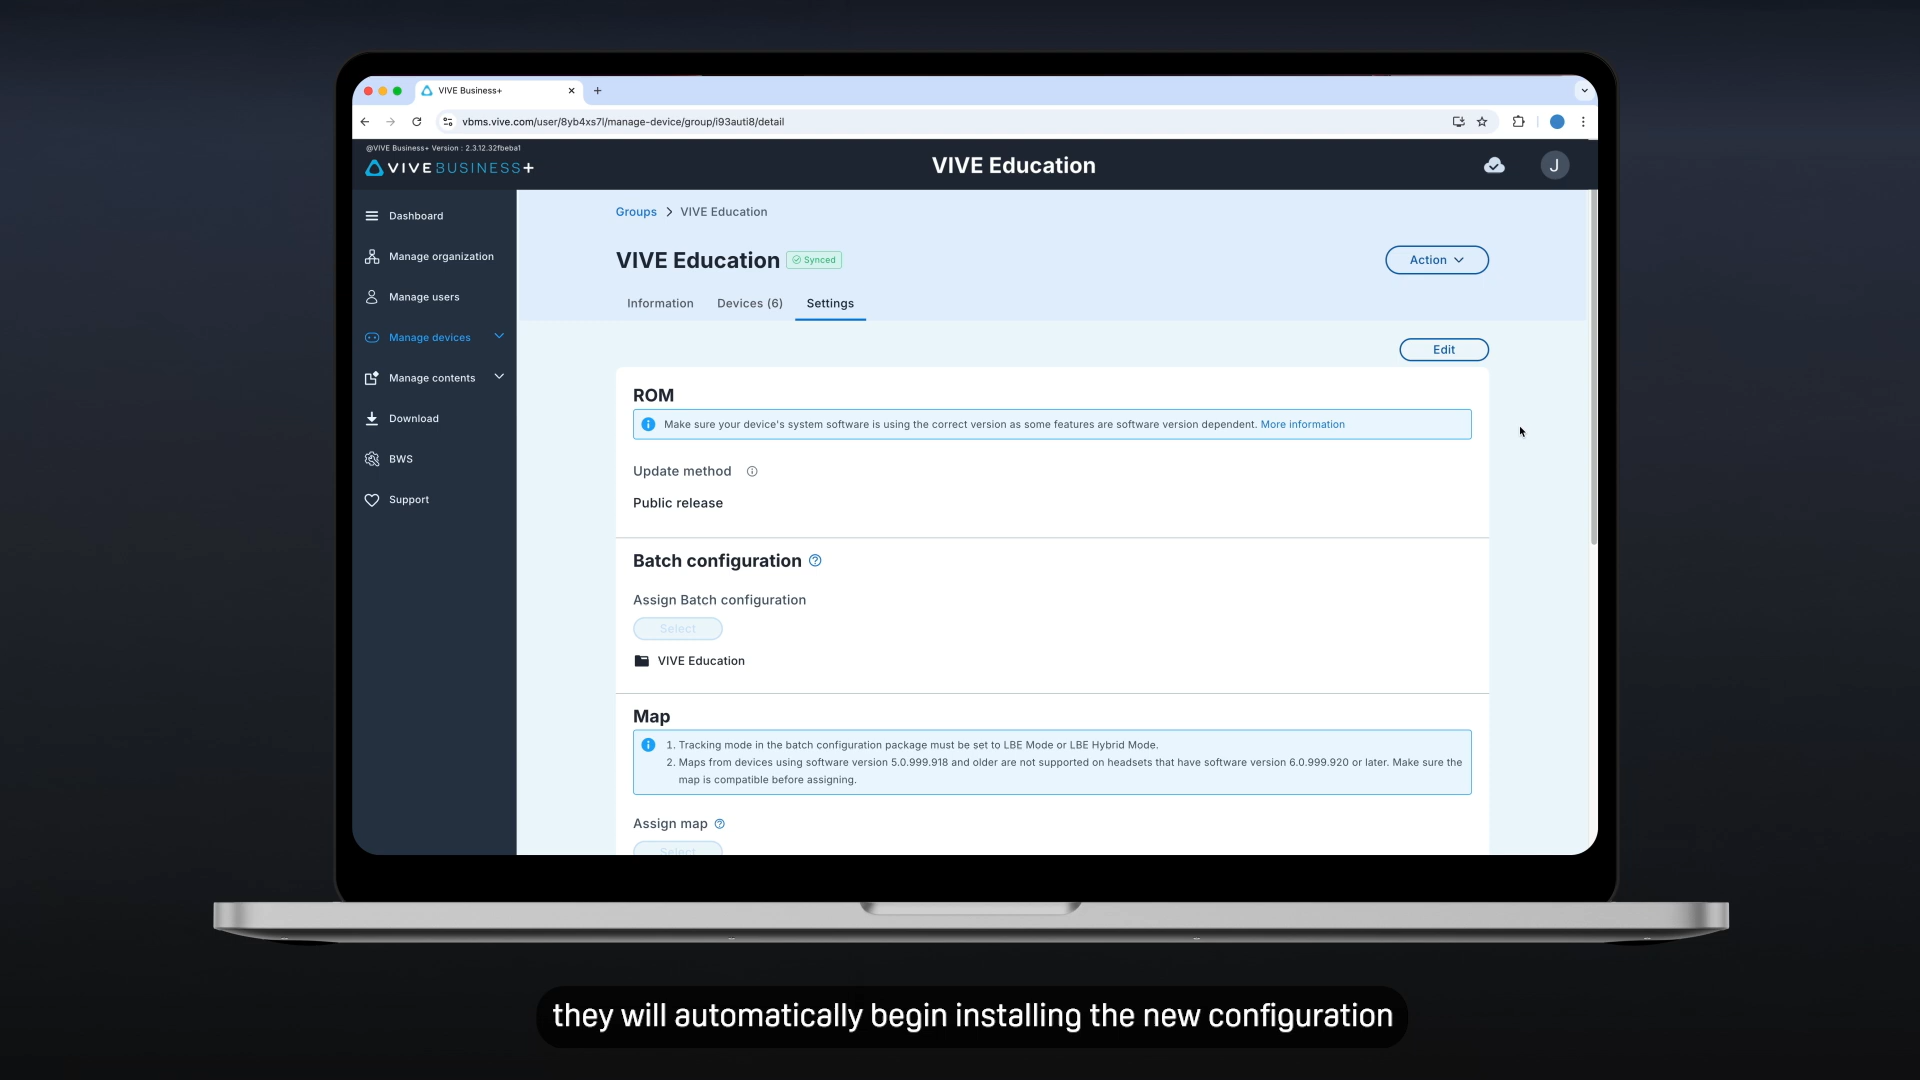 VIVE Business+
vbms.vive.com/user/8yb4xs7l/manage-device/group/i93auti8/detail
@VIVE Business+ Version : 2.3.12.32fbeba1
VIVE BUSINESS+
VIVE Education
J
Dashboard
Manage organization
Manage users
Manage devices
Manage contents
Download
BWS
Support
Groups > VIVE Education
VIVE Education Synced
Action
Information Devices (6) Settings
Edit
ROM
Make sure your device's system software is using the correct version as some features are software version dependent. More information
Update method
Public release
Batch configuration
Assign Batch configuration
Select
VIVE Education
Map
1. Tracking mode in the batch configuration package must be set to LBE Mode or LBE Hybrid Mode.
2. Maps from devices using software version 5.0.999.918 and older are not supported on headsets that have software version 6.0.999.920 or later. Make sure the
map is compatible before assigning.
Assign map
Select
they will automatically begin installing the new configuration